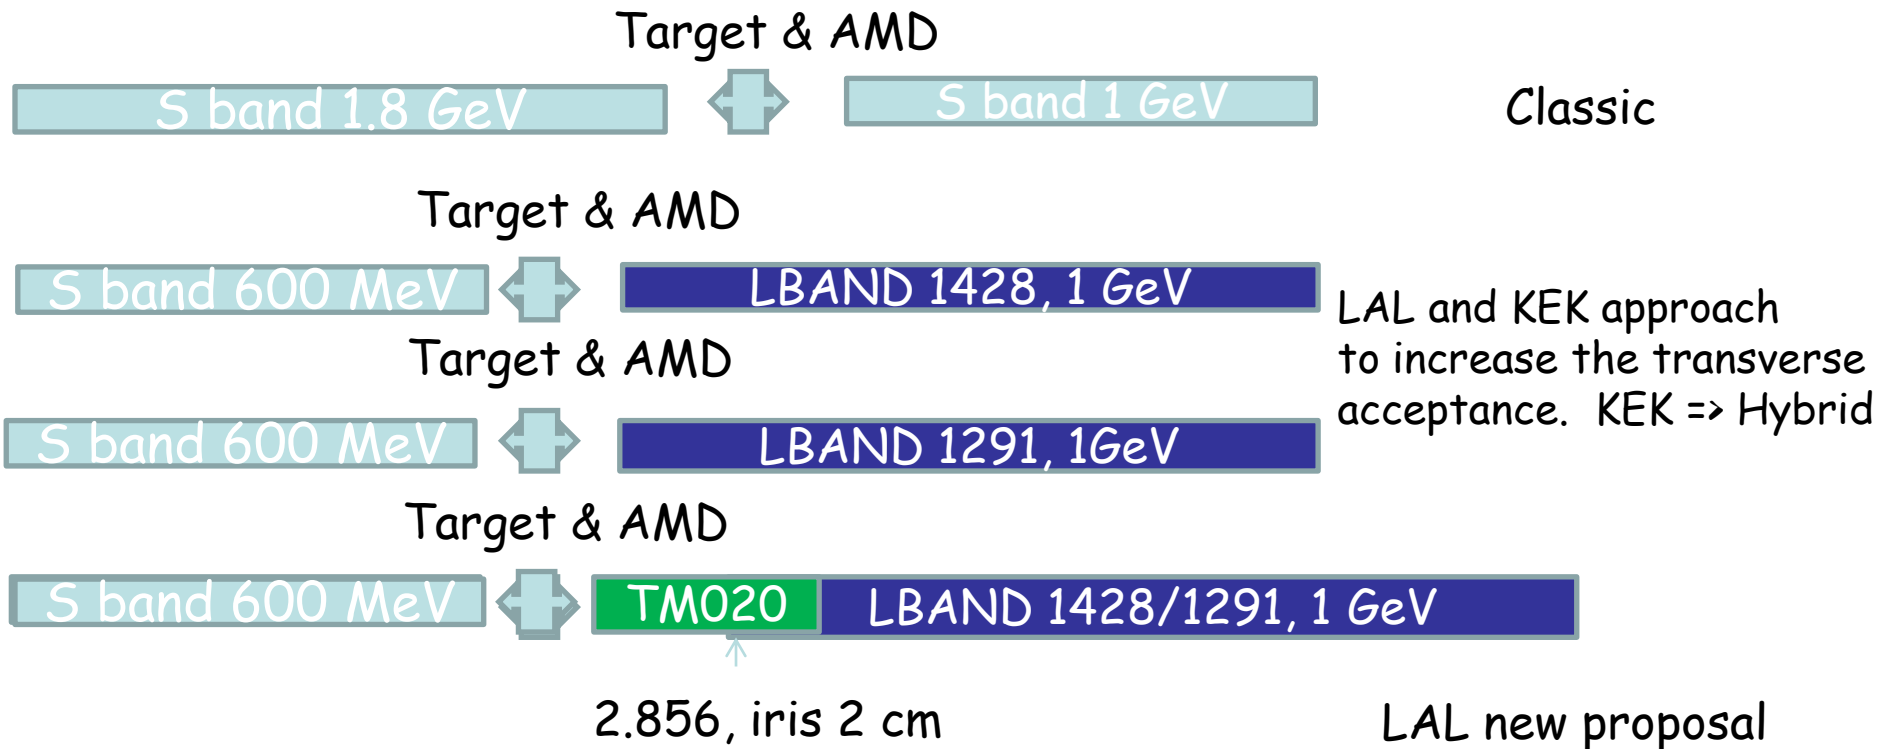 Target & AMD
S band 1.8 GeV
S band 1 GeV
Classic
Target & AMD
S band 600 MeV
LBAND 1428, 1 GeV
LAL and KEK approach
to increase the transverse
acceptance. KEK => Hybrid
Target & AMD
S band 600 MeV
LBAND 1291, 1GeV
Target & AMD
S band 600 MeV
TM020
LBAND 1428/1291, 1 GeV
2.856, iris 2 cm
LAL new proposal